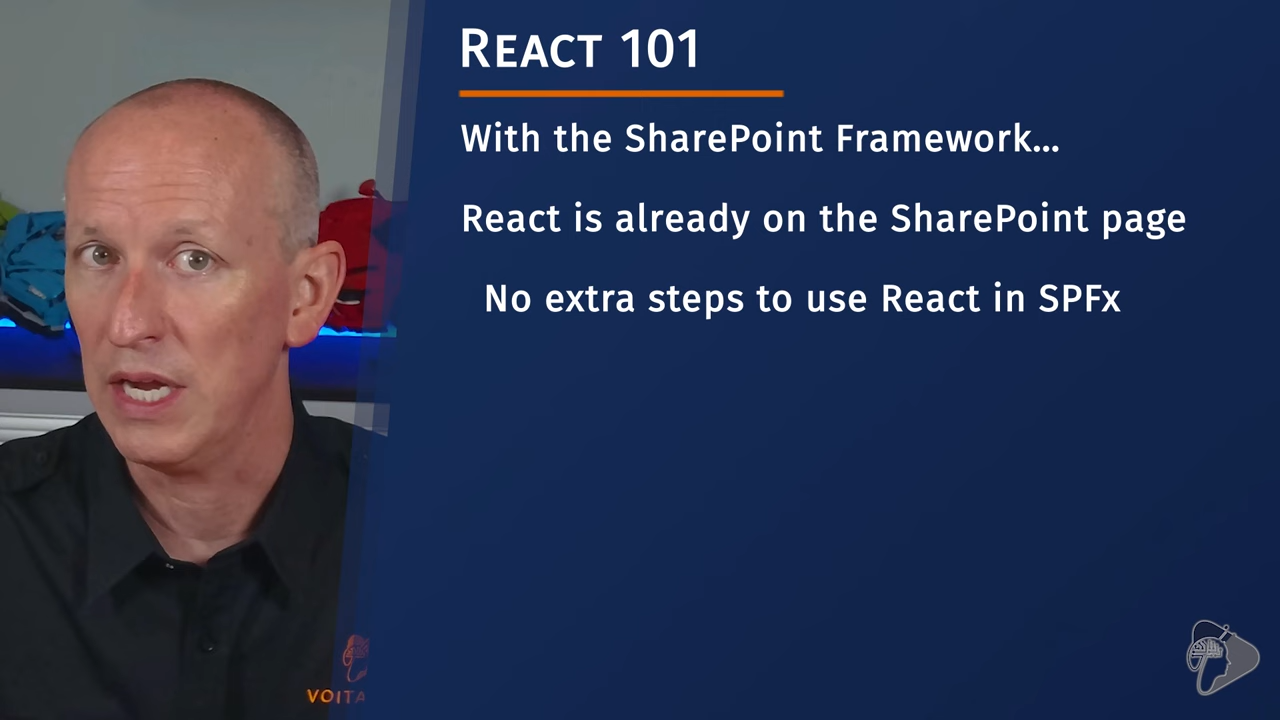 REACT 101
With the SharePoint Framework...
React is already on the SharePoint page
No extra steps to use React in SPFx
VOITA